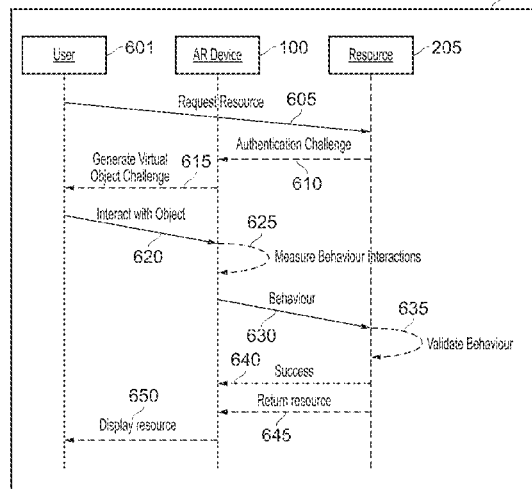 User 601 AR Device 100 Resource 205
Request Resource 605
Authentication Challenge
610
Generate Virtual 615
Object Challenge
Interact with Object
620
625
Measure Behaviour Interactions
Behaviour
630
635
Validate Behaviour
640
Success
650
Return resource
645
Display resource